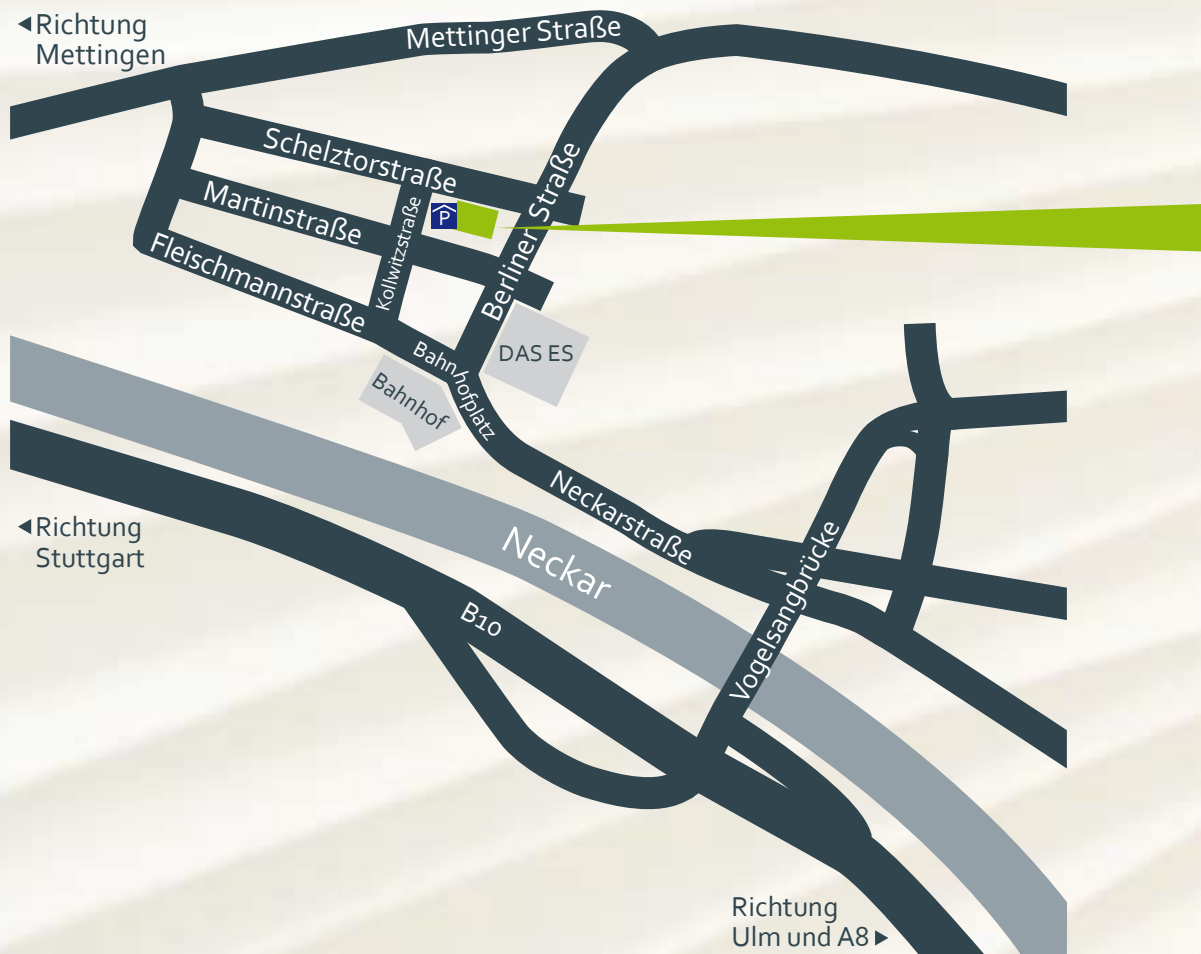 Richtung
Mettingen
Mettinger Straße
Schelztorstraße
Martinstraße
Kollwitzstraße
P
Berliner Straße
Fleischmannstraße
Bahnhofplatz
DAS ES
Bahnhof
Neckarstraße
Richtung
Stuttgart
Neckar
Vogelsangbrücke
B10
Richtung
Ulm und A8